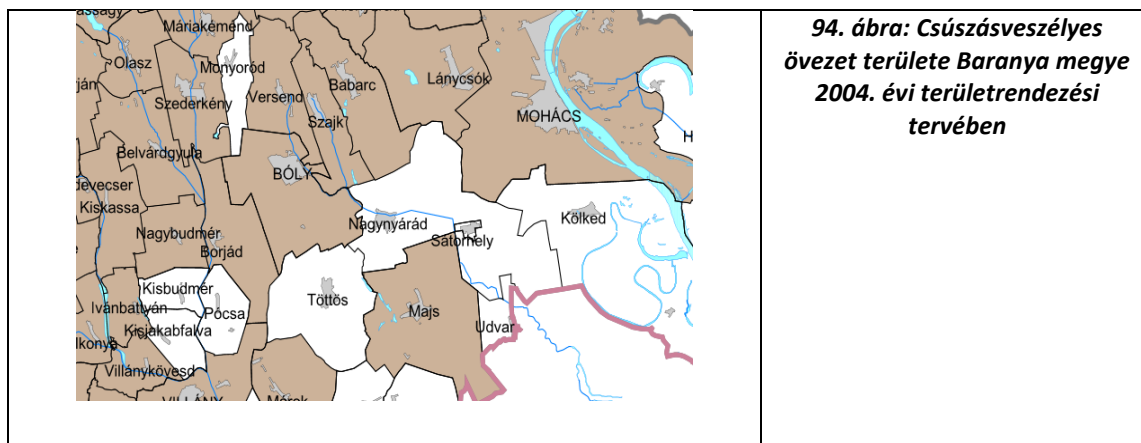 Máriakéménd
Olasz
Monyoród
Szederkény
Versend
Babarc
Lánycsók
Szajk
MOHÁCS
Belvárdgyula
BÓLY
Kiskassa
Nagynyárád
Kölked
Sátorhely
Nagybudmér
Borjád
Kisbudmér
Ivánbattyán
Pócsa
Töttös
Majs
Udvar
Kisjakabfalva
Villánykövesd
94. ábra: Csúszásveszélyes
övezet területe Baranya megye
2004. évi területrendezési
tervében